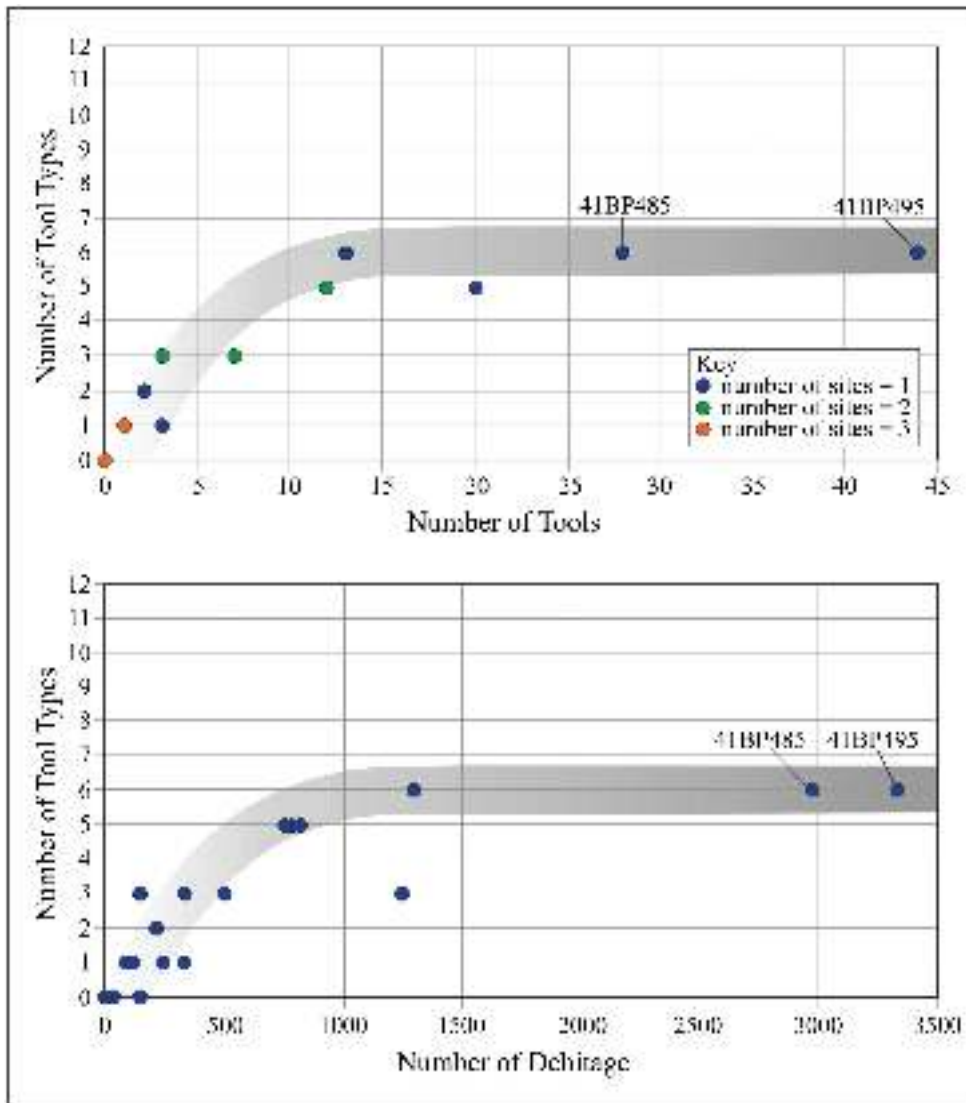 12
11
10
9
8
7
6
5
4
3
2
1
0
Number of Tool Types
41BP485
41BP495
Key
number of sites = 1
number of sites = 2
number of sites = 3
0 5 10 15 20 25 30 35 40 45
Number of Tools
12
11
10
9
8
7
6
5
4
3
2
1
0
Number of Tool Types
41BP485 41BP495
0 500 1000 1500 2000 2500 3000 3500
Number of Debitage